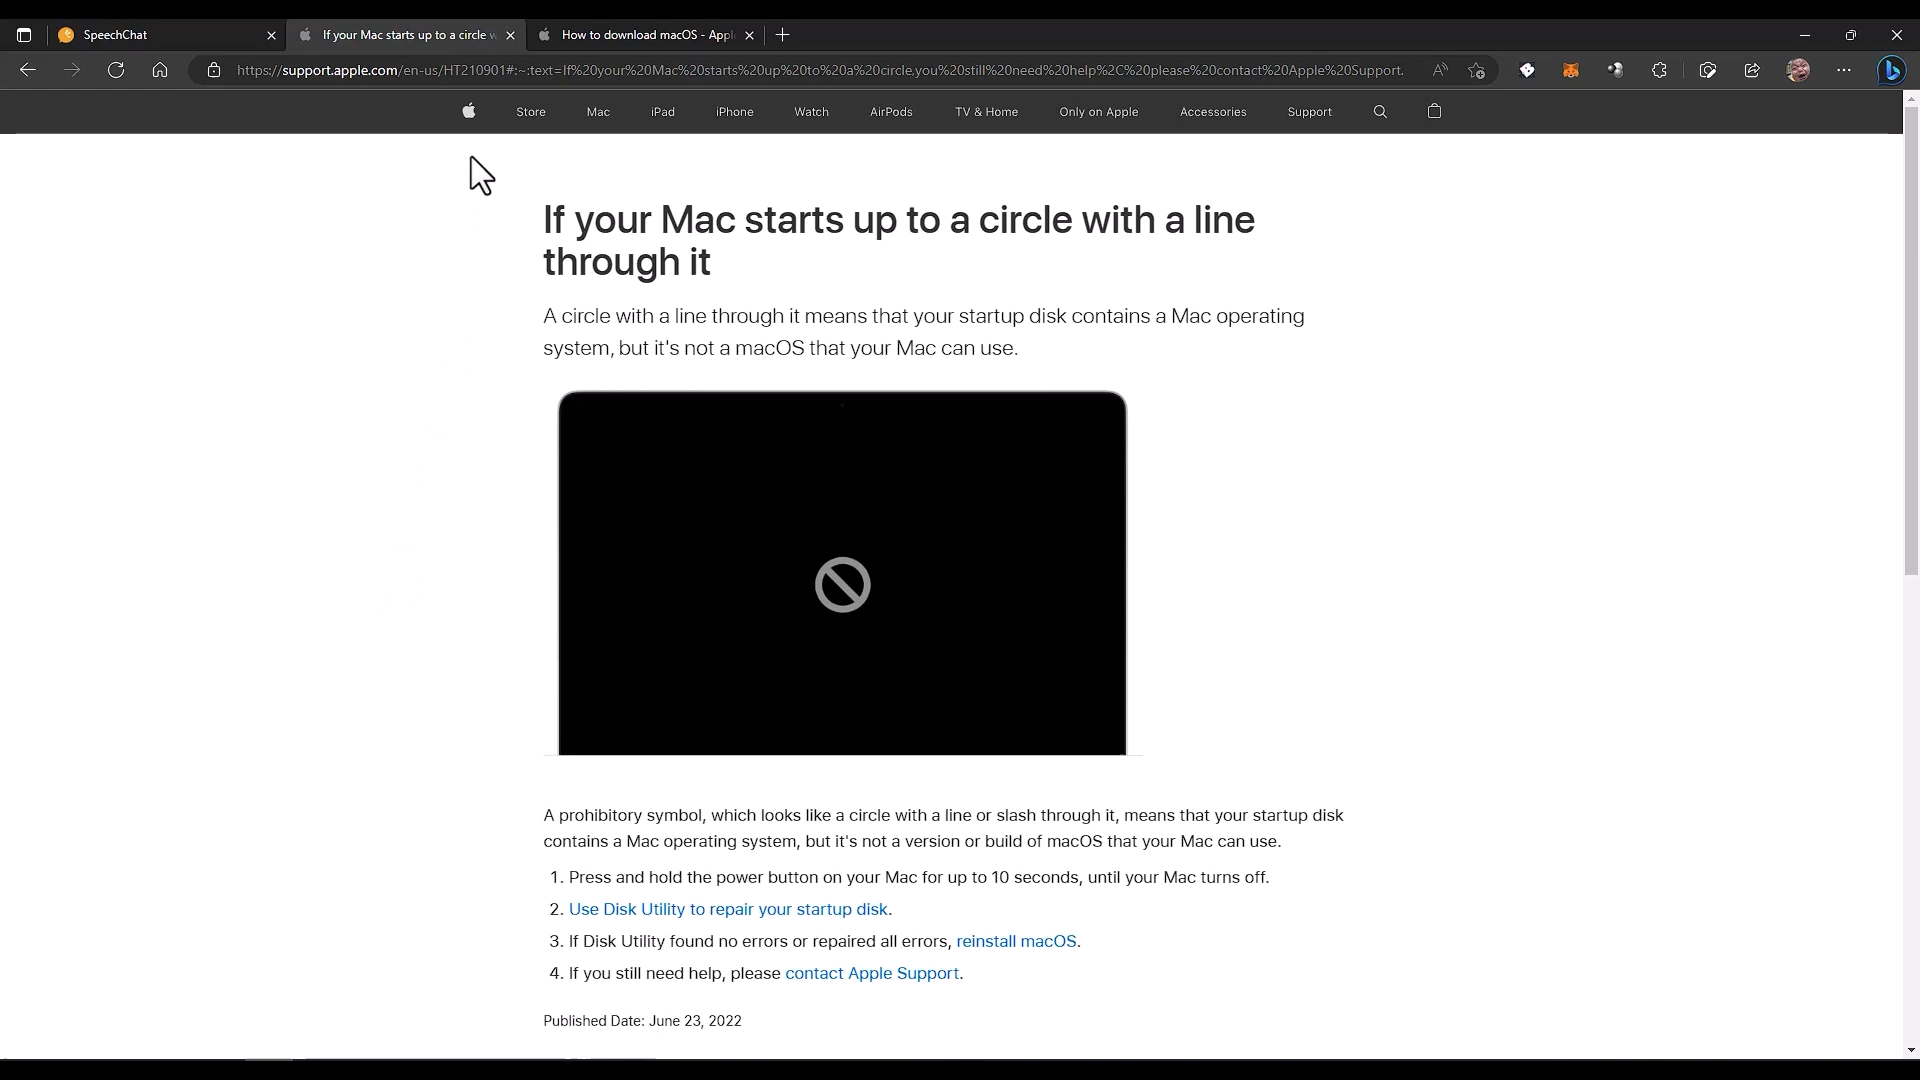 SpeechChat
If your Mac starts up to a circle w
How to download macOS - Appl
https://support.apple.com/en-us/HT210901#:~:text=If%20your%20Mac%20starts%20up%20to%20a%20circle,you%20still%20need%20help%2C%20please%20contact%20Apple%20Support.
Store Mac iPad iPhone Watch AirPods TV & Home Only on Apple Accessories Support
If your Mac starts up to a circle with a line
through it
A circle with a line through it means that your startup disk contains a Mac operating
system, but it's not a macOS that your Mac can use.
A prohibitory symbol, which looks like a circle with a line or slash through it, means that your startup disk
contains a Mac operating system, but it's not a version or build of macOS that your Mac can use.
1. Press and hold the power button on your Mac for up to 10 seconds, until your Mac turns off.
2. Use Disk Utility to repair your startup disk.
3. If Disk Utility found no errors or repaired all errors, reinstall macOS.
4. If you still need help, please contact Apple Support.
Published Date: June 23, 2022